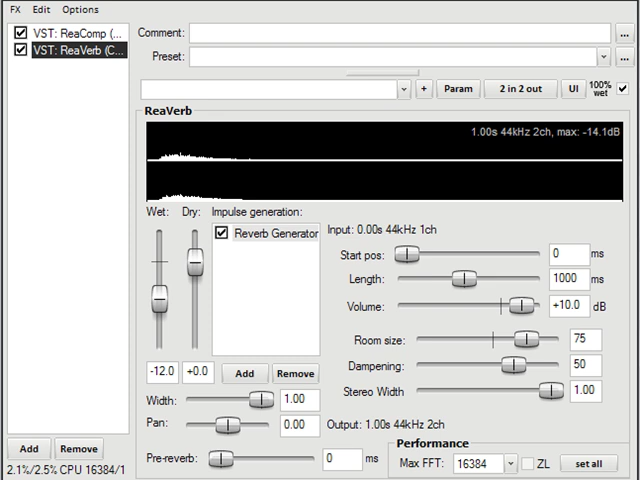 FX Edit Options
VST: ReaComp (...
VST: ReaVerb (C...
Comment:
...
Preset:
...
+ Param 2 in 2 out UI 100% wet
ReaVerb
1.00s 44kHz 2ch, max: -14.1dB
Wet: Dry: Impulse generation:
Reverb Generator
Input: 0.00s 44kHz 1ch
Start pos: 0 ms
Length: 1000 ms
Volume: +10.0 dB
Room size: 75
Dampening: 50
Stereo Width 1.00
-12.0 +0.0 Add Remove
Width: 1.00
Pan: 0.00
Output: 1.00s 44kHz 2ch
Pre-reverb: 0 ms
Performance
Max FFT: 16384 ZL set all
Add Remove
2.1%/2.5% CPU 16384/1